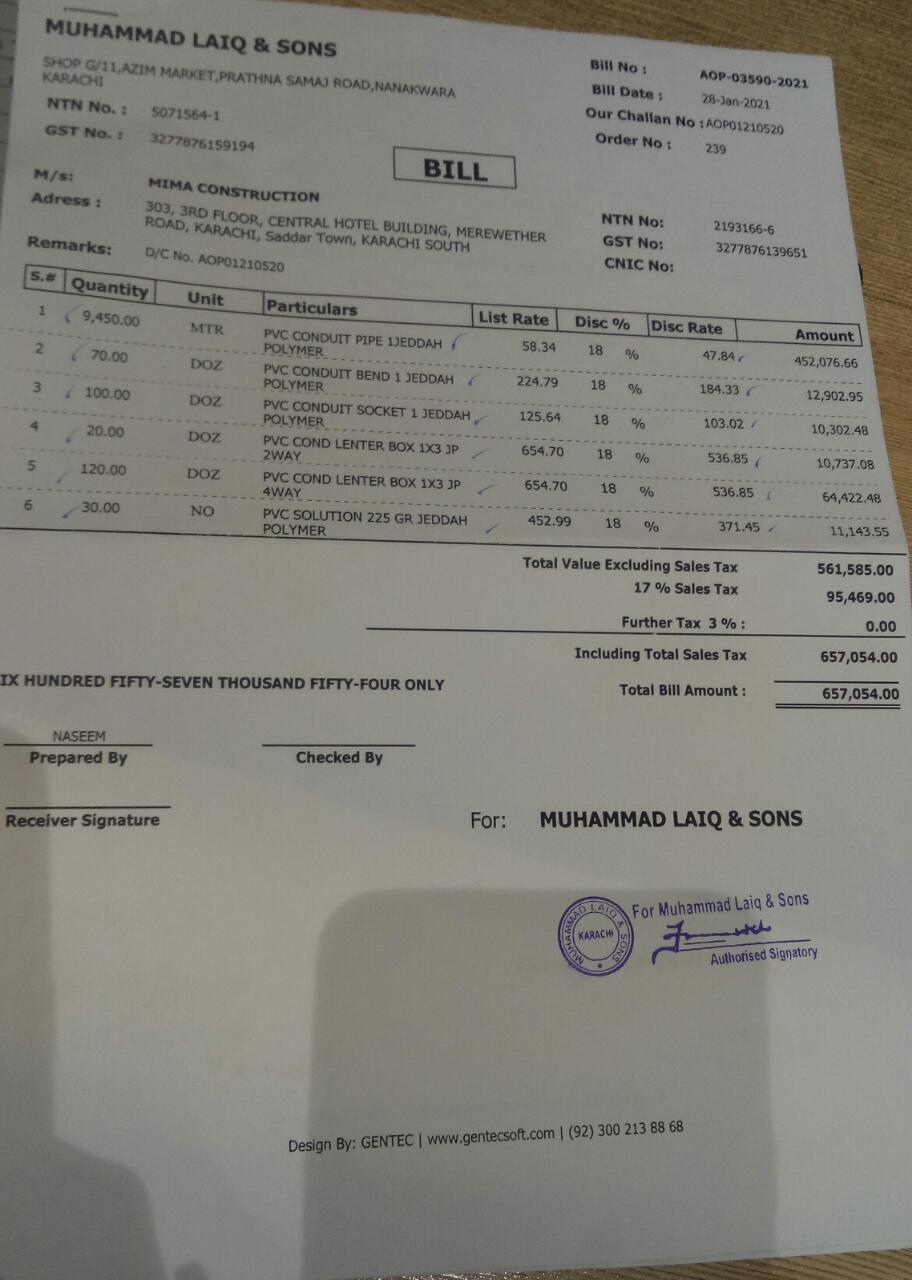 MUHAMMAD LAIQ & SONS
SHOP G/11,AZIM MARKET,PRATHNA SAMAJ ROAD,NANAKWARA
KARACHI
NTN No. : 5071564-1
GST No. : 3277876159194
Bill No : AOP-03590-2021
Bill Date : 28-Jan-2021
Our Challan No : AOP01210520
Order No : 239
BILL
M/s: MIMA CONSTRUCTION
Adress : 303, 3RD FLOOR, CENTRAL HOTEL BUILDING, MEREWETHER
ROAD, KARACHI, Saddar Town, KARACHI SOUTH
Remarks: D/C No. AOP01210520
NTN No: 2193166-6
GST No: 3277876139651
CNIC No:
S.# Quantity Unit Particulars List Rate Disc % Disc Rate Amount
1 9,450.00 MTR PVC CONDUIT PIPE 1JEDDAH 58.34 18 % 47.84 452,076.66
POLYMER
2 70.00 DOZ PVC CONDUIT BEND 1 JEDDAH 224.79 18 % 184.33 12,902.95
POLYMER
3 100.00 DOZ PVC CONDUIT SOCKET 1 JEDDAH 125.64 18 % 103.02 10,302.48
POLYMER
4 20.00 DOZ PVC COND LENTER BOX 1X3 JP 654.70 18 % 536.85 10,737.08
2WAY
5 120.00 DOZ PVC COND LENTER BOX 1X3 JP 654.70 18 % 536.85 64,422.48
4WAY
6 30.00 NO PVC SOLUTION 225 GR JEDDAH 452.99 18 % 371.45 11,143.55
POLYMER
Total Value Excluding Sales Tax 561,585.00
17 % Sales Tax 95,469.00
Further Tax 3 % : 0.00
Including Total Sales Tax 657,054.00
IX HUNDRED FIFTY-SEVEN THOUSAND FIFTY-FOUR ONLY
Total Bill Amount : 657,054.00
NASEEM
Prepared By Checked By
Receiver Signature
For: MUHAMMAD LAIQ & SONS
MUHAMMAD LAIQ & SONS
KARACHI
For Muhammad Laiq & Sons
Authorised Signatory
Design By: GENTEC | www.gentecsoft.com | (92) 300 213 88 68